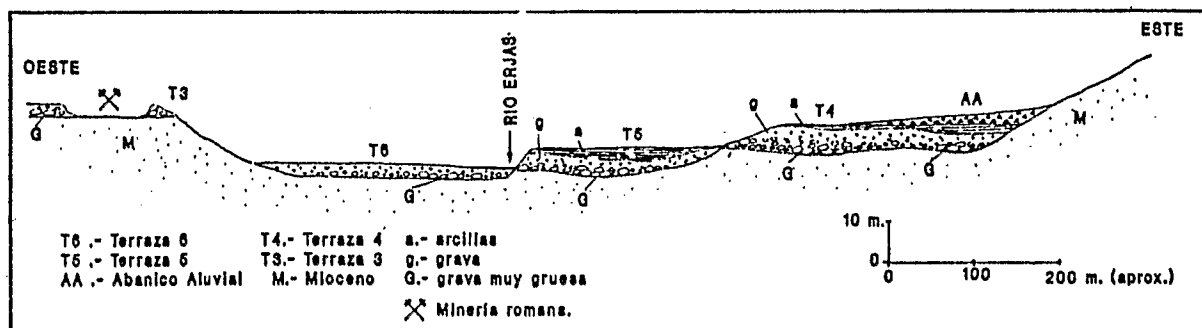 ESTE
OESTE
RIO ERJAS
T3
AA
T4
a
g
T5
a
g
T6
M
M
G
G
G
G
G
T6 .- Terraza 6
T5 .- Terraza 5
AA .- Abanico Aluvial
T4.- Terraza 4
T3.- Terraza 3
M.- Mioceno
a.- arcillas
g.- grava
G.- grava muy gruesa
Minería romana.
10 m.
0
0
100
200 m. (aprox.)